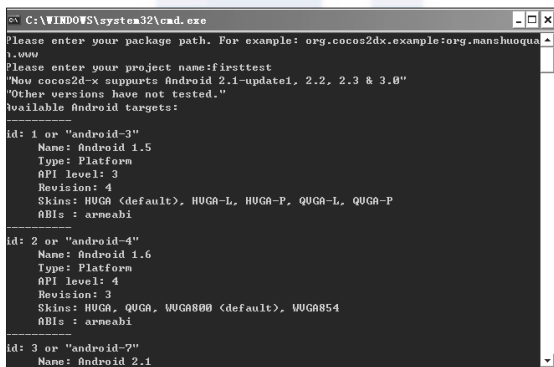 C:\WINDOWS\system32\cmd.exe
Please enter your package path. For example: org.cocos2dx.example:org.manshuoqua
n.www
Please enter your project name:firsttest
"Now cocos2d-x suppurts Android 2.1-update1, 2.2, 2.3 & 3.0"
"Other versions have not tested."
Available Android targets:
----------
id: 1 or "android-3"
Name: Android 1.5
Type: Platform
API level: 3
Revision: 4
Skins: HVGA (default), HVGA-L, HVGA-P, QVGA-L, QVGA-P
ABIs : armeabi
----------
id: 2 or "android-4"
Name: Android 1.6
Type: Platform
API level: 4
Revision: 3
Skins: HVGA, QVGA, WVGA800 (default), WVGA854
ABIs : armeabi
----------
id: 3 or "android-7"
Name: Android 2.1